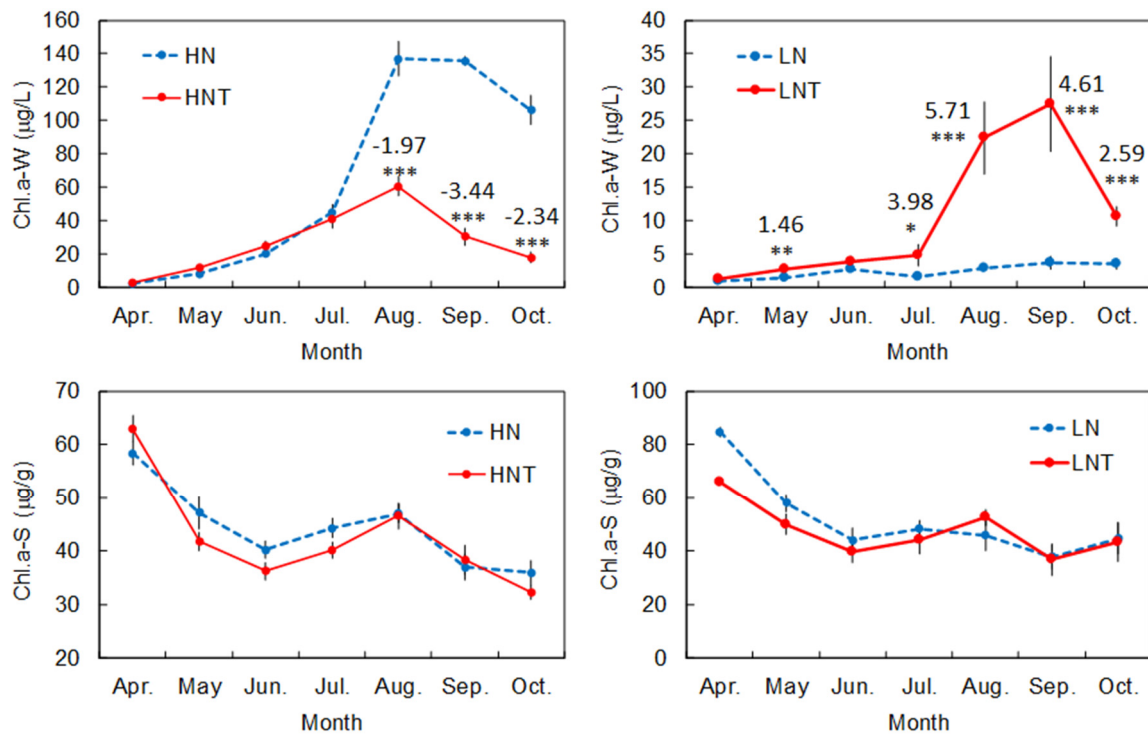 Chl.a-W (μg/L)
160
140
120
100
80
60
40
20
0
HN
HNT
-1.97
***
-3.44
***
-2.34
***
Apr. May Jun. Jul. Aug. Sep. Oct.
Month
Chl.a-W (μg/L)
40
35
30
25
20
15
10
5
0
LN
LNT
1.46
**
3.98
*
5.71
***
4.61
***
2.59
***
Apr. May Jun. Jul. Aug. Sep. Oct.
Month
Chl.a-S (μg/g)
70
60
50
40
30
20
HN
HNT
Apr. May Jun. Jul. Aug. Sep. Oct.
Month
Chl.a-S (μg/g)
100
80
60
40
20
0
LN
LNT
Apr. May Jun. Jul. Aug. Sep. Oct.
Month